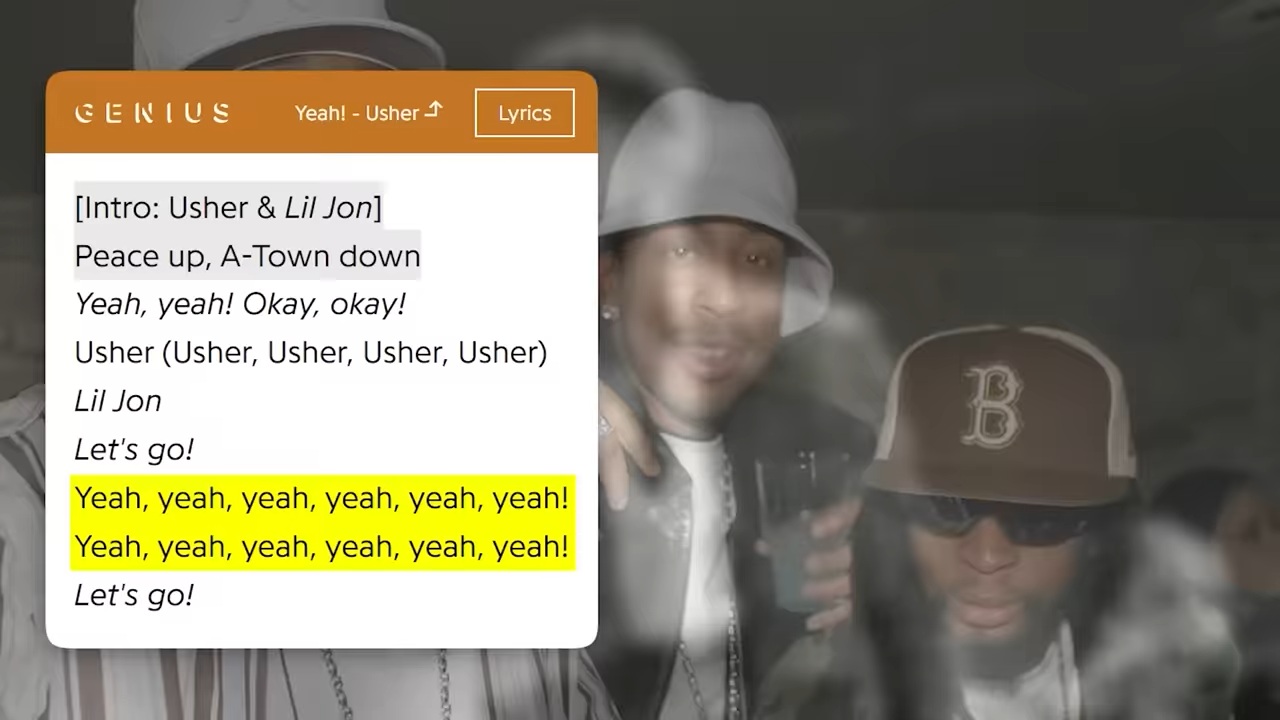 GENIUS
Yeah! - Usher
Lyrics
[Intro: Usher & Lil Jon]
Peace up, A-Town down
Yeah, yeah! Okay, okay!
Usher (Usher, Usher, Usher, Usher)
Lil Jon
Let's go!
Yeah, yeah, yeah, yeah, yeah, yeah!
Yeah, yeah, yeah, yeah, yeah, yeah!
Let's go!
B